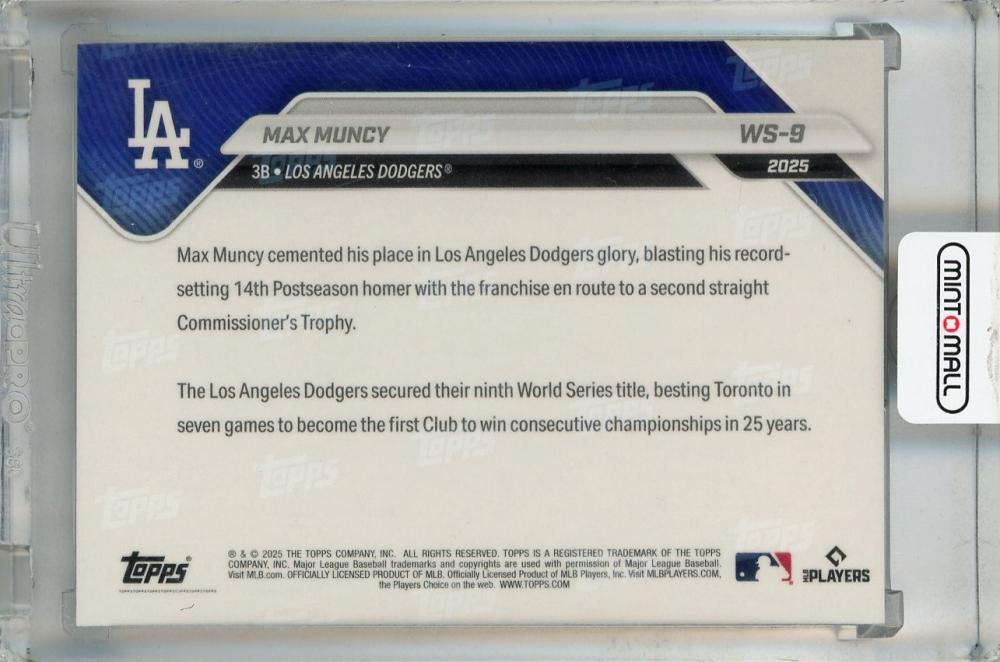 LA®
MAX MUNCY
WS-9
3B • LOS ANGELES DODGERS®
2025
Max Muncy cemented his place in Los Angeles Dodgers glory, blasting his record-
setting 14th Postseason homer with the franchise en route to a second straight
Commissioner's Trophy.
The Los Angeles Dodgers secured their ninth World Series title, besting Toronto in
seven games to become the first Club to win consecutive championships in 25 years.
Topps®
® & © 2025 THE TOPPS COMPANY, INC. ALL RIGHTS RESERVED. TOPPS IS A REGISTERED TRADEMARK OF THE TOPPS
COMPANY, INC. Major League Baseball trademarks and copyrights are used with permission of Major League Baseball.
Visit MLB.com. OFFICIALLY LICENSED PRODUCT OF MLB. Officially Licensed Product of MLB Players, Inc. Visit MLBPLAYERS.COM,
the Players Choice on the web. WWW.TOPPS.COM
MLB PLAYERS
MINT MALL
UltraPRO